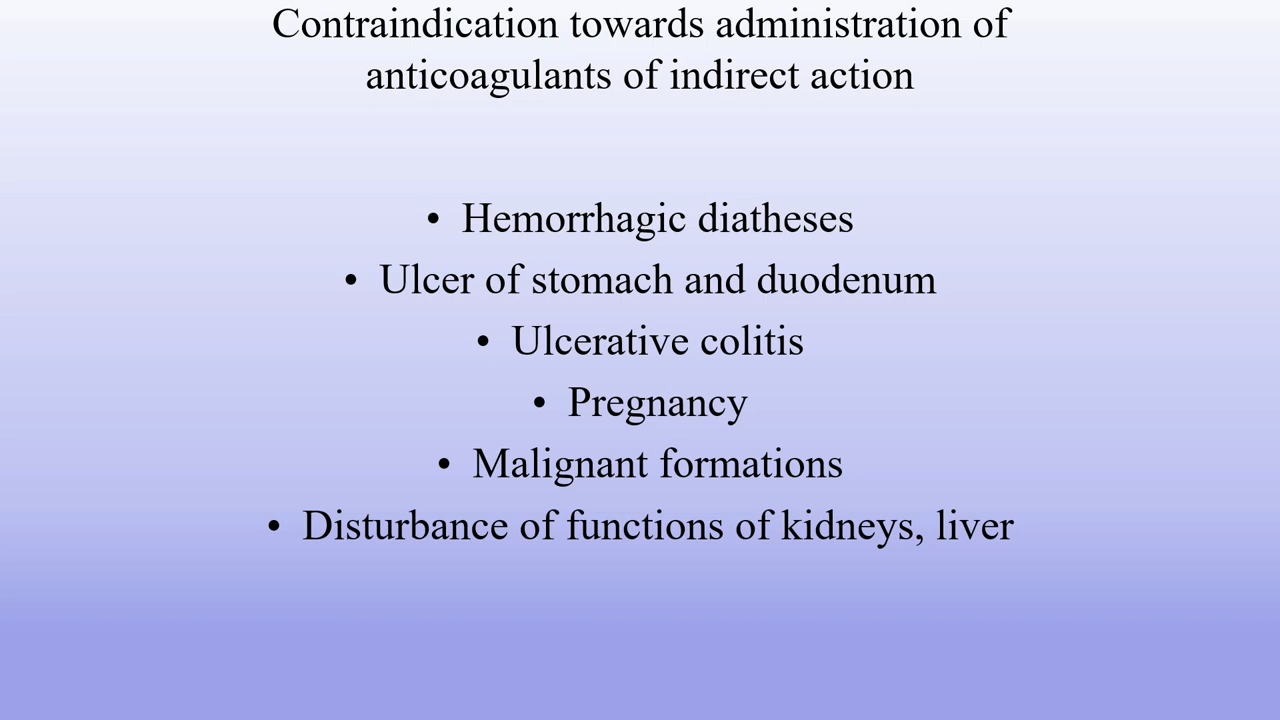 Contraindication towards administration of
anticoagulants of indirect action
• Hemorrhagic diatheses
• Ulcer of stomach and duodenum
• Ulcerative colitis
• Pregnancy
• Malignant formations
• Disturbance of functions of kidneys, liver